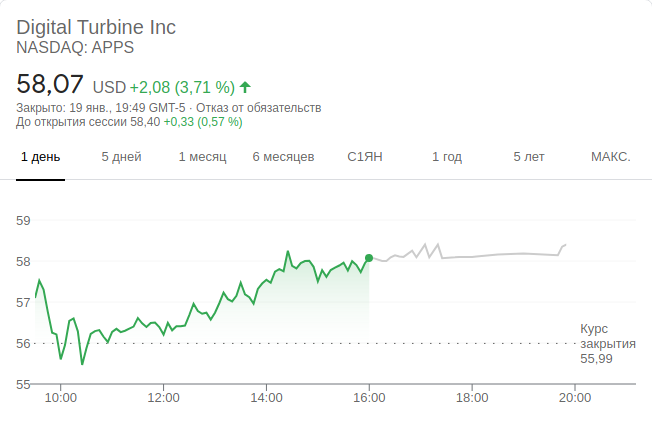 Digital Turbine Inc
NASDAQ: APPS
58,07 USD +2,08 (3,71 %)
Закрыто: 19 янв., 19:49 GMT-5 · Отказ от обязательств
До открытия сессии 58,40 +0,33 (0,57 %)
1 день 5 дней 1 месяц 6 месяцев С1ЯН 1 год 5 лет МАКС.
59
58
57
56
55
Курс
закрытия
55,99
10:00 12:00 14:00 16:00 18:00 20:00